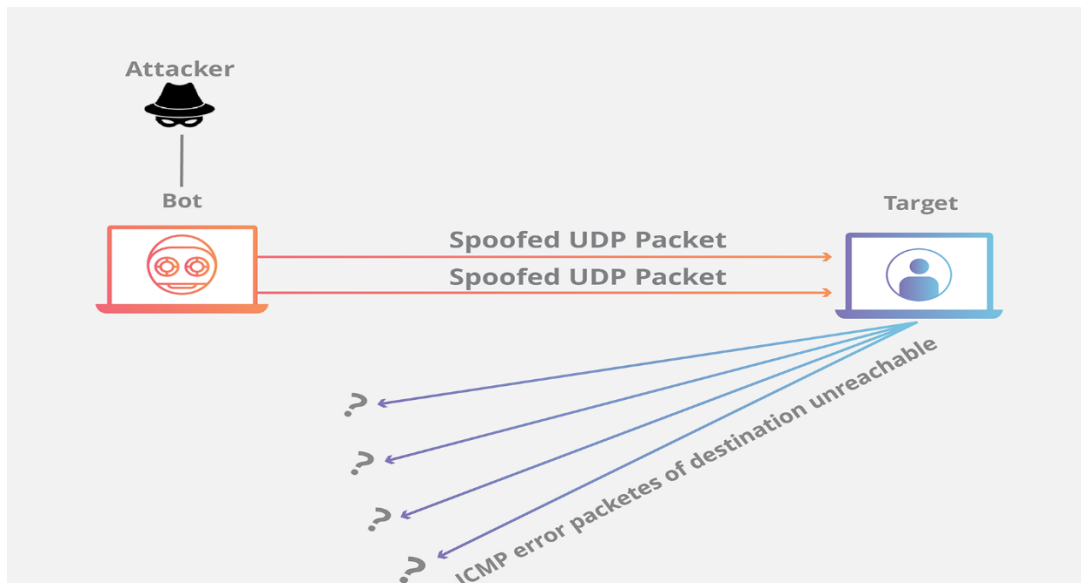 Attacker
Bot
Target
Spoofed UDP Packet
Spoofed UDP Packet
?
?
?
?
ICMP error packetes of destination unreachable